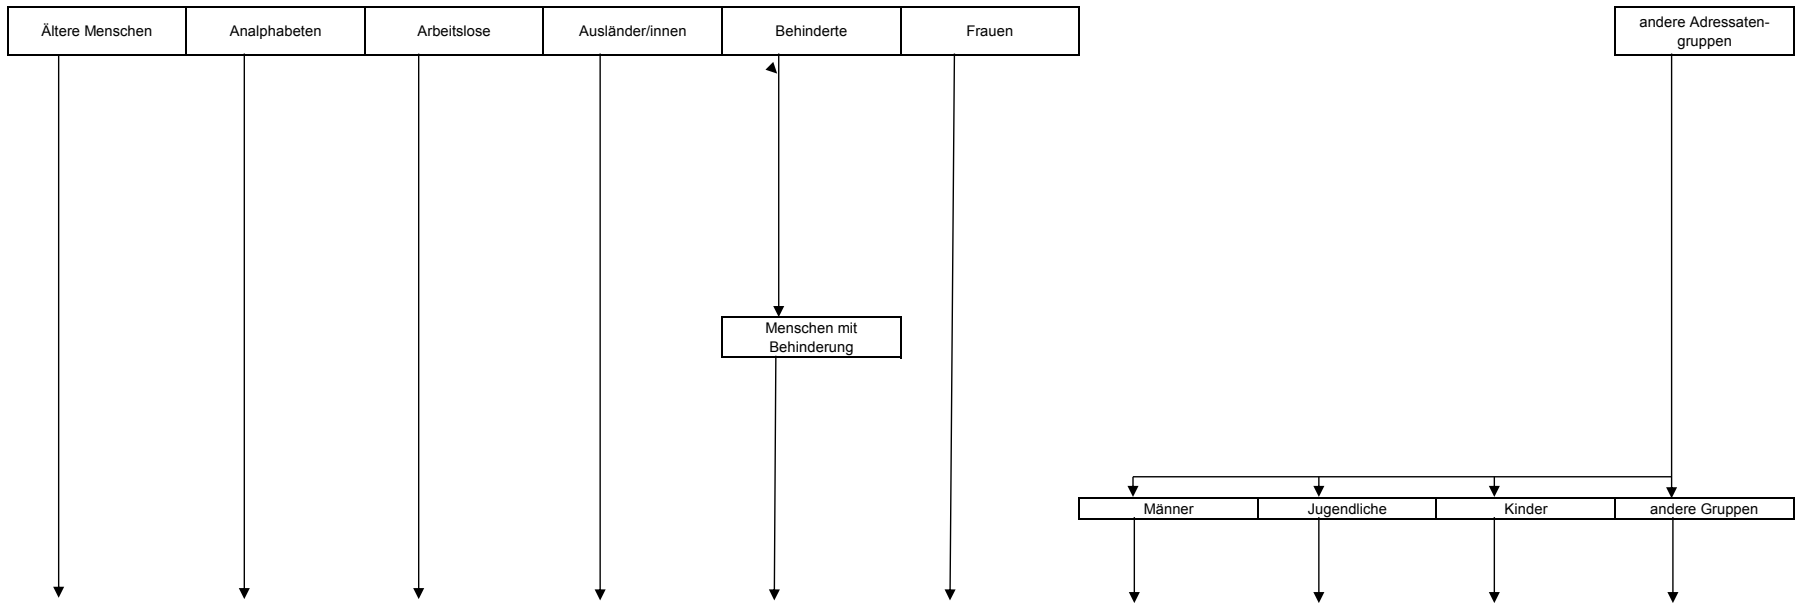 Ältere Menschen
Analphabeten
Arbeitslose
Ausländer/innen
Behinderte
Frauen
andere Adressaten-
gruppen
Menschen mit
Behinderung
Männer
Jugendliche
Kinder
andere Gruppen